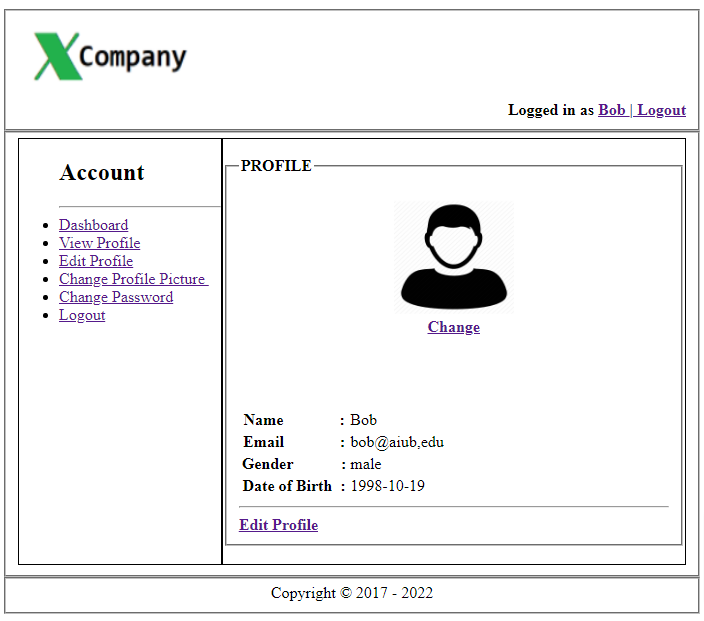 XCompany
Logged in as Bob | Logout
Account
Dashboard
View Profile
Edit Profile
Change Profile Picture
Change Password
Logout
PROFILE
Change
Name : Bob
Email : bob@aiub,edu
Gender : male
Date of Birth : 1998-10-19
Edit Profile
Copyright © 2017 - 2022